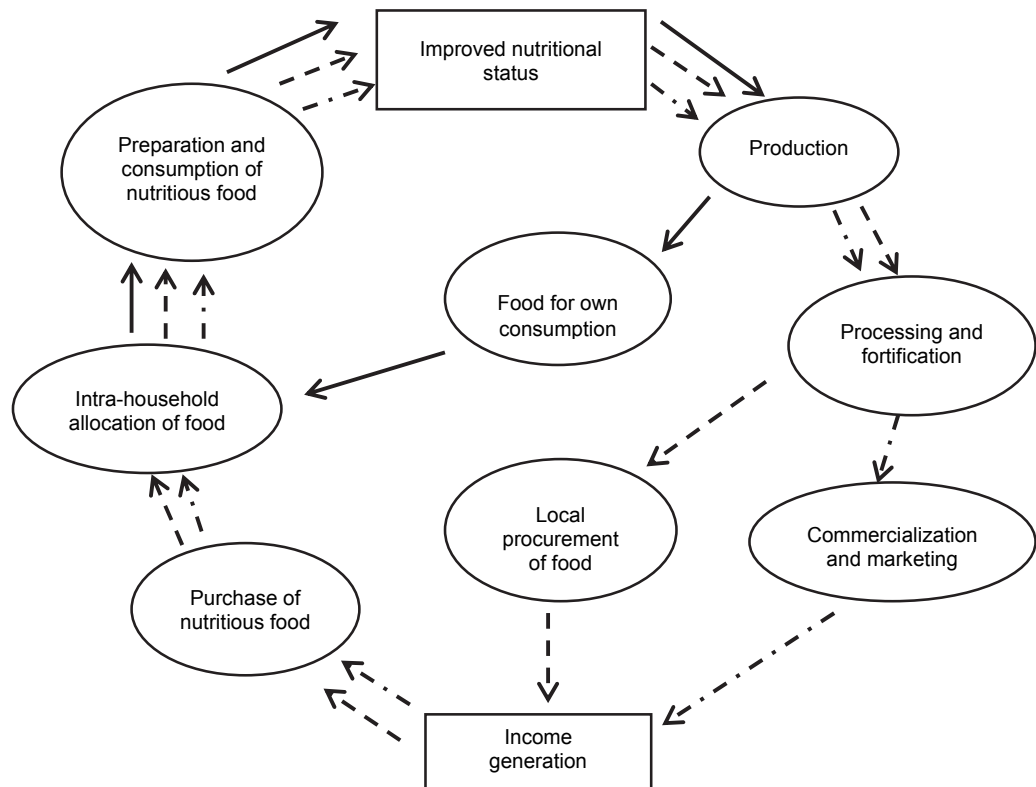 Improved nutritional
status
Preparation and
consumption of
nutritious food
Production
Food for own
consumption
Processing and
fortification
Intra-household
allocation of food
Local
procurement
of food
Commercialization
and marketing
Purchase of
nutritious food
Income
generation